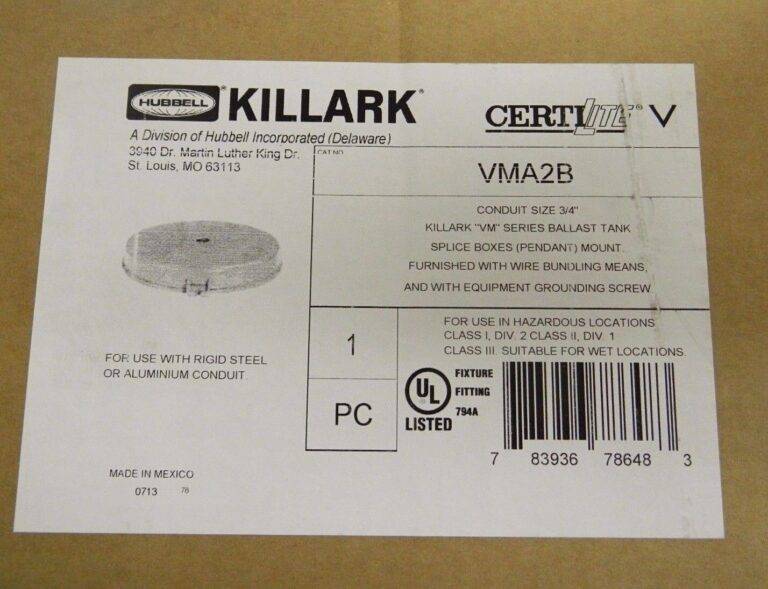 HUBBELL® KILLARK®
A Division of Hubbell Incorporated (Delaware)
3940 Dr. Martin Luther King Dr.
St. Louis, MO 63113
CERTILITE® V
CAT NO.
VMA2B
CONDUIT SIZE 3/4"
KILLARK "VM" SERIES BALLAST TANK
SPLICE BOXES (PENDANT) MOUNT.
FURNISHED WITH WIRE BUNDLING MEANS,
AND WITH EQUIPMENT GROUNDING SCREW
FOR USE WITH RIGID STEEL
OR ALUMINIUM CONDUIT.
1
PC
FOR USE IN HAZARDOUS LOCATIONS
CLASS I, DIV. 2 CLASS II, DIV. 1
CLASS III. SUITABLE FOR WET LOCATIONS.
UL
LISTED
FIXTURE
FITTING
794A
7 83936 78648 3
MADE IN MEXICO
0713 78